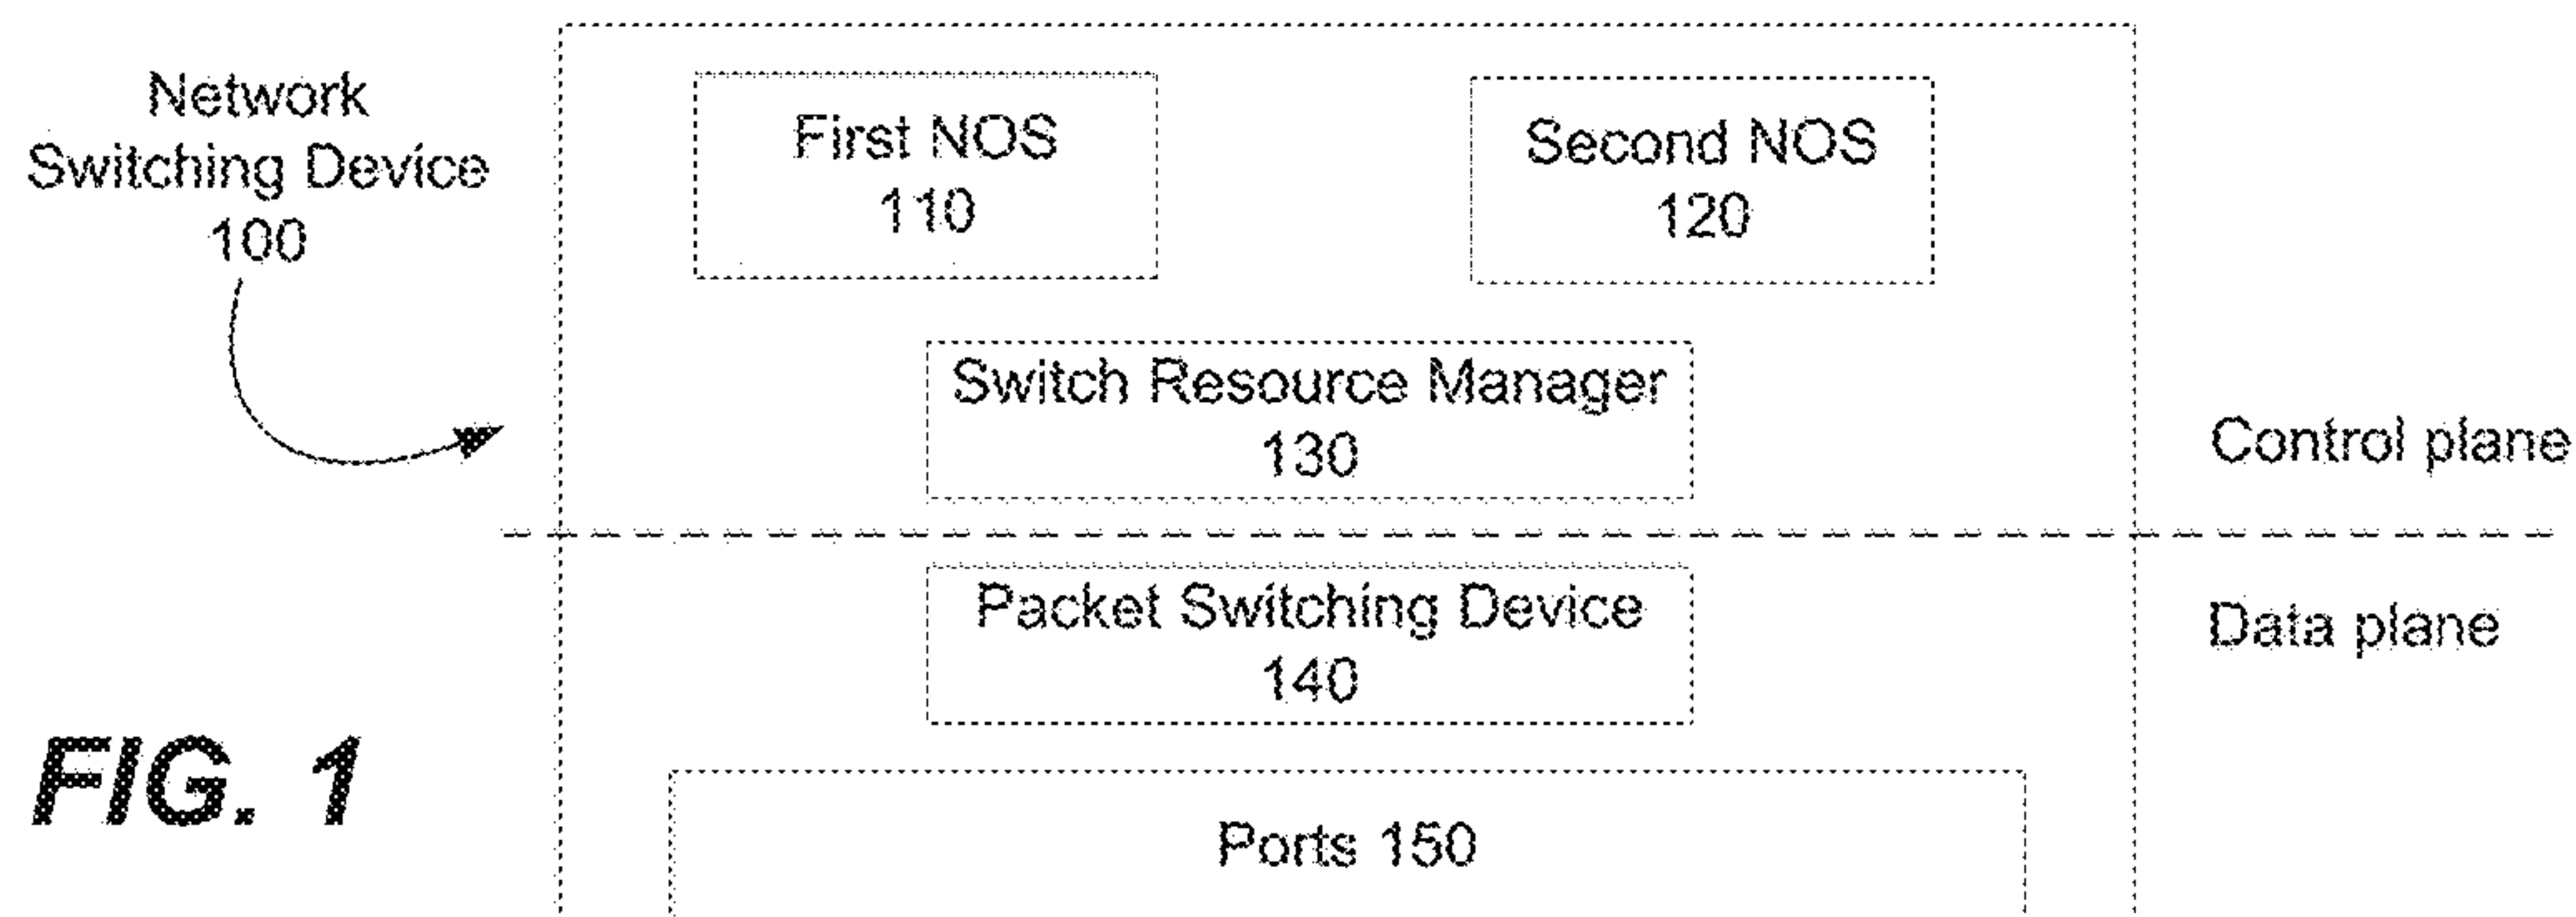 Network
Switching Device
100
First NOS
110
Second NOS
120
Switch Resource Manager
130
Control plane
Packet Switching Device
140
Data plane
FIG. 1
Ports 150